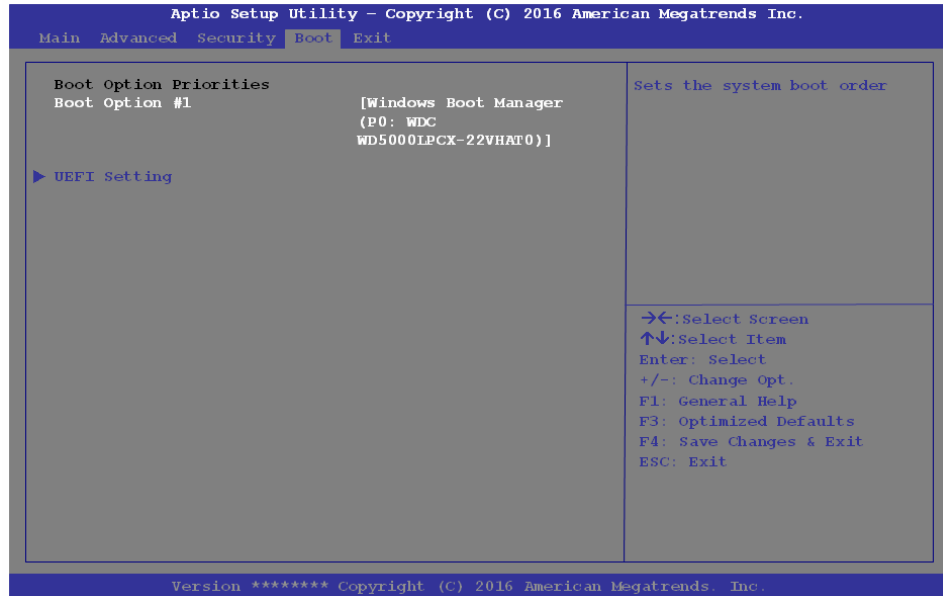 Aptio Setup Utility – Copyright (C) 2016 American Megatrends Inc.
Main Advanced Security Boot Exit
Boot Option Priorities
Boot Option #1 [Windows Boot Manager
(P0: WDC
WD5000LPCX-22VHAT0)]
▶ UEFI Setting
Sets the system boot order
→←:Select Screen
↑↓:Select Item
Enter: Select
+/-: Change Opt.
F1: General Help
F3: Optimized Defaults
F4: Save Changes & Exit
ESC: Exit
Version ******** Copyright (C) 2016 American Megatrends. Inc.